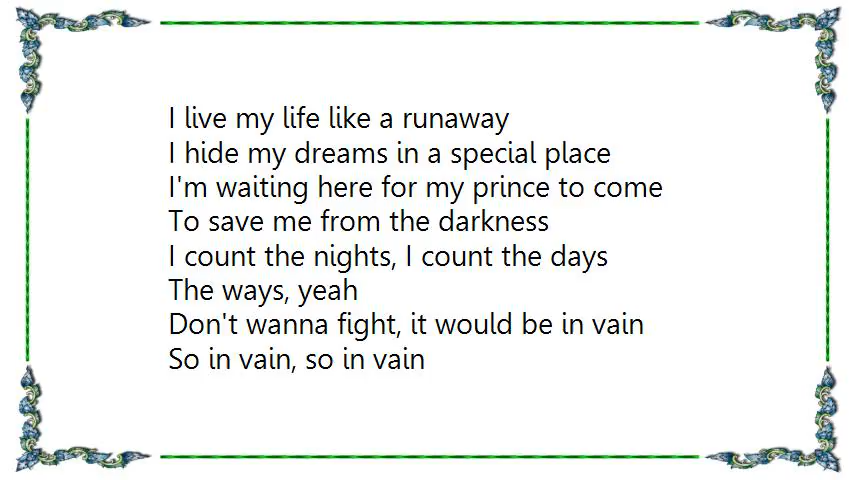 I live my life like a runaway
I hide my dreams in a special place
I'm waiting here for my prince to come
To save me from the darkness
I count the nights, I count the days
The ways, yeah
Don't wanna fight, it would be in vain
So in vain, so in vain